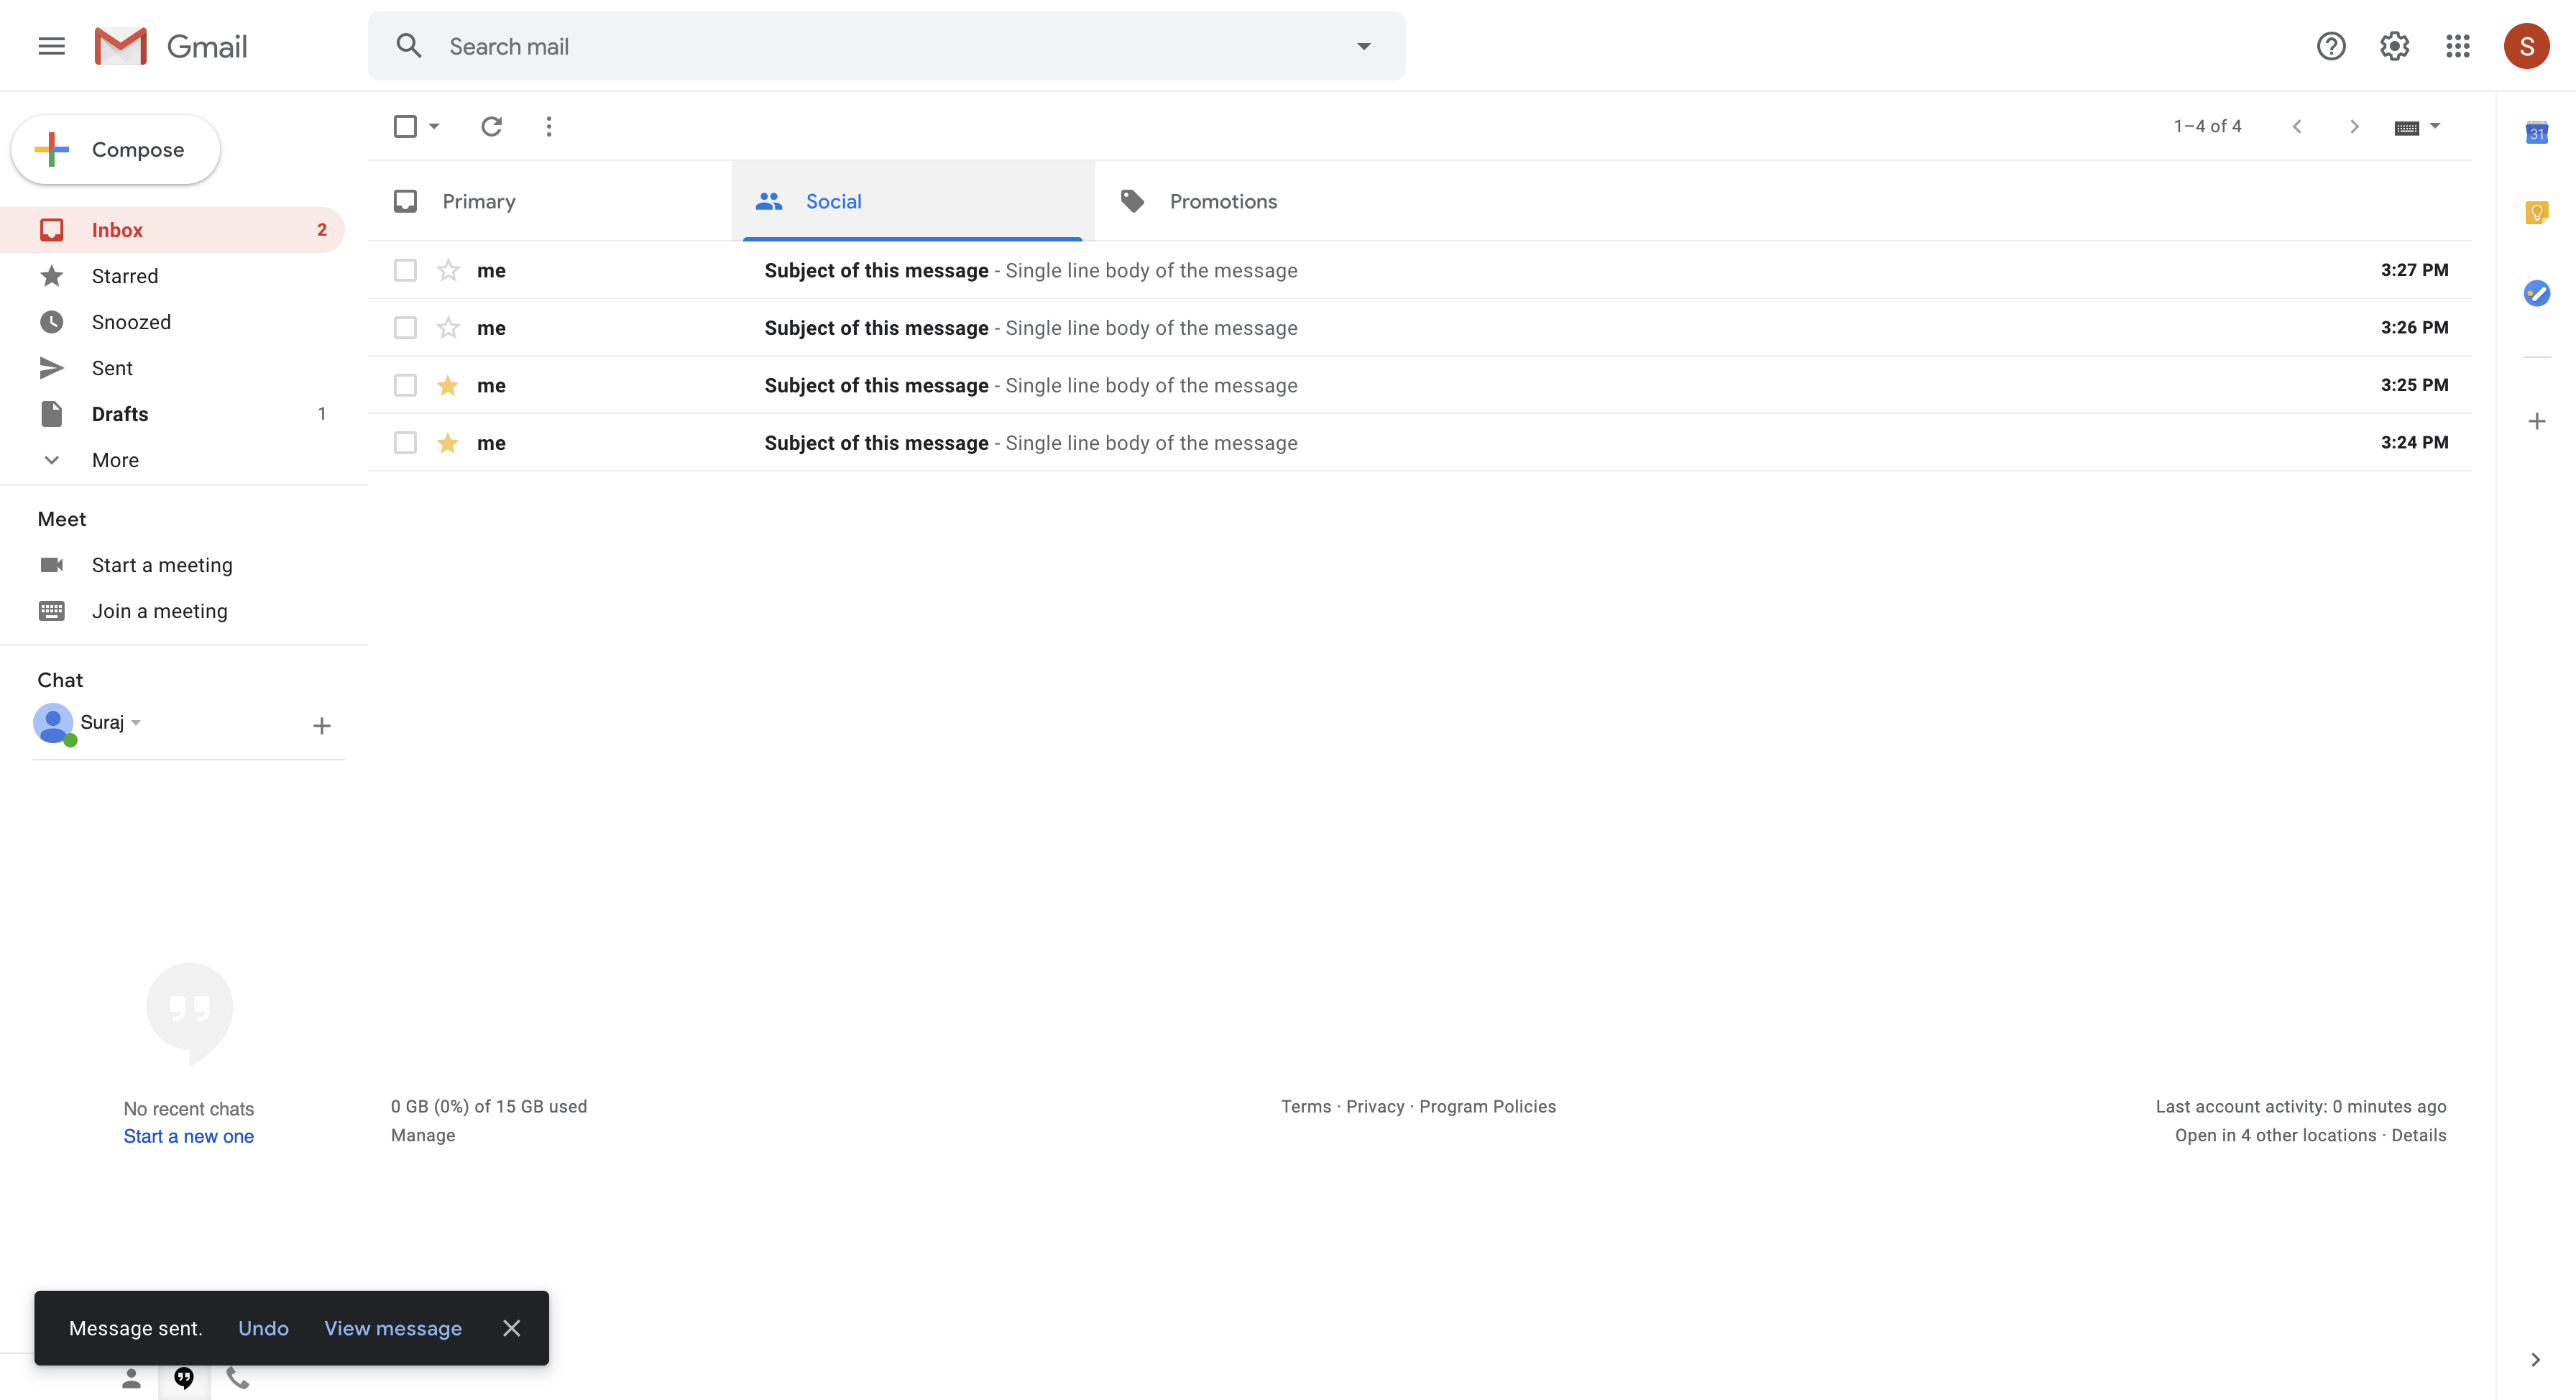 Gmail
Search mail
S
Compose
1–4 of 4
31
Primary
Social
Promotions
Inbox 2
Starred
Snoozed
Sent
Drafts 1
More
me Subject of this message - Single line body of the message 3:27 PM
me Subject of this message - Single line body of the message 3:26 PM
me Subject of this message - Single line body of the message 3:25 PM
me Subject of this message - Single line body of the message 3:24 PM
Meet
Start a meeting
Join a meeting
Chat
Suraj
No recent chats
Start a new one
0 GB (0%) of 15 GB used
Manage
Terms · Privacy · Program Policies
Last account activity: 0 minutes ago
Open in 4 other locations · Details
Message sent. Undo View message